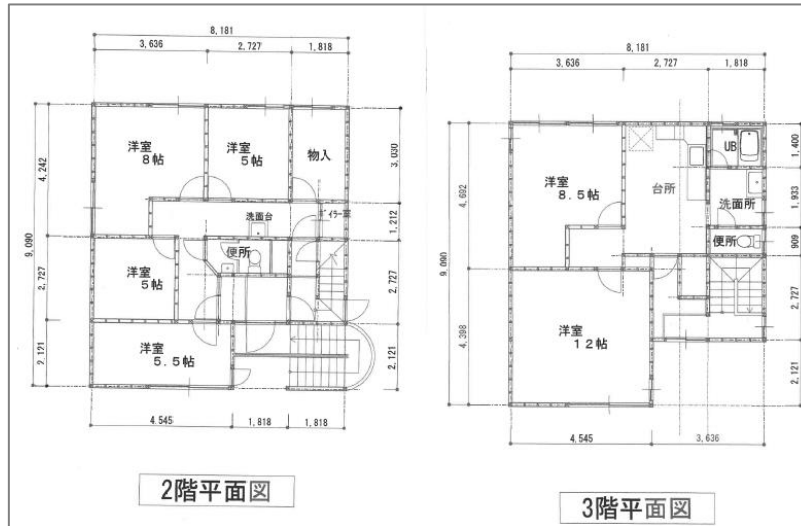 8,181
3,636
2,727
1,818
洋室
8帖
洋室
5帖
物入
4,242
3,030
9,090
洗面台
ボイラー室
1,212
便所
洋室
5帖
2,727
2,727
洋室
5.5帖
2,121
2,121
4.545
1,818
1,818
2階平面図
8,181
3,636
2,727
1,818
UB
1,400
洋室
8.5帖
台所
4,692
洗面所
1,933
便所
909
9,090
2,727
洋室
12帖
4,398
2,121
4,545
3,636
3階平面図